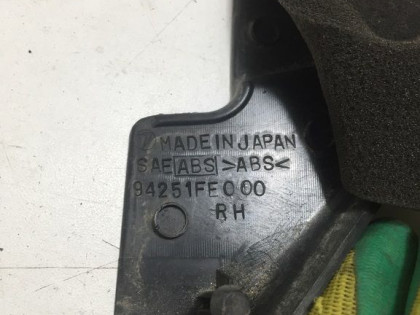 MADE IN JAPAN
SAE ABS >ABS<
94251FE000
RH